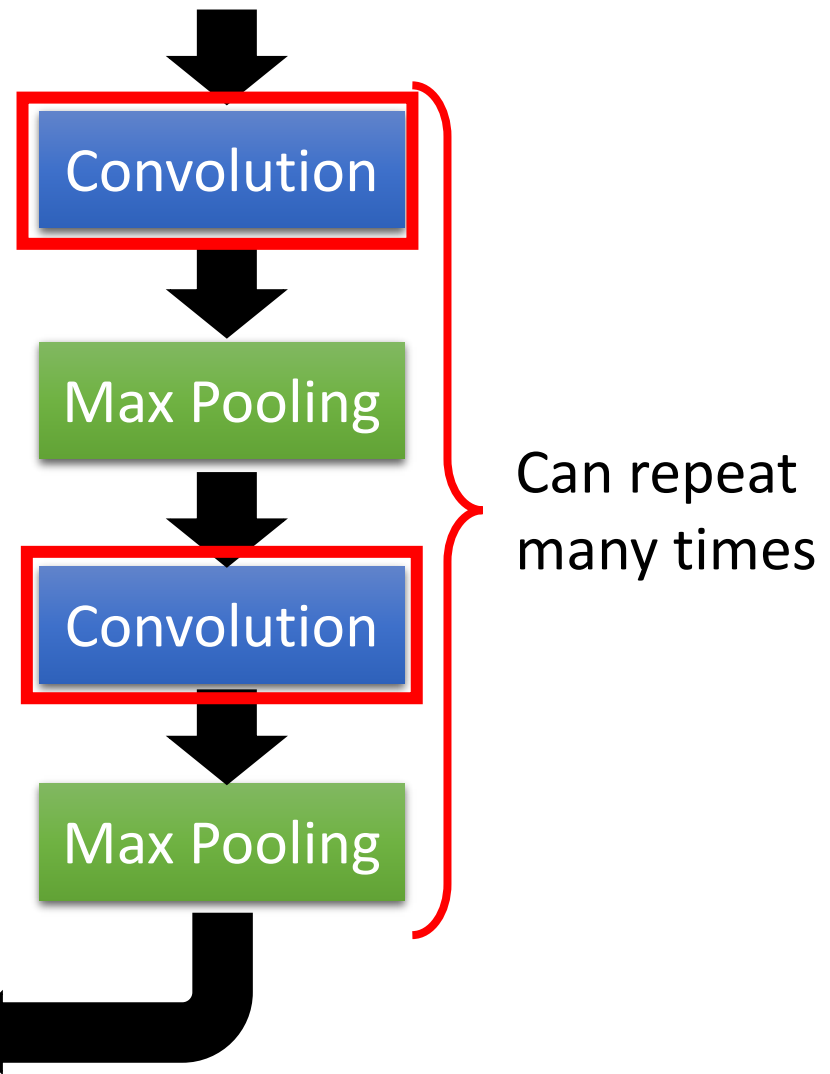 Convolution
Max Pooling
Can repeat
many times
Convolution
Max Pooling